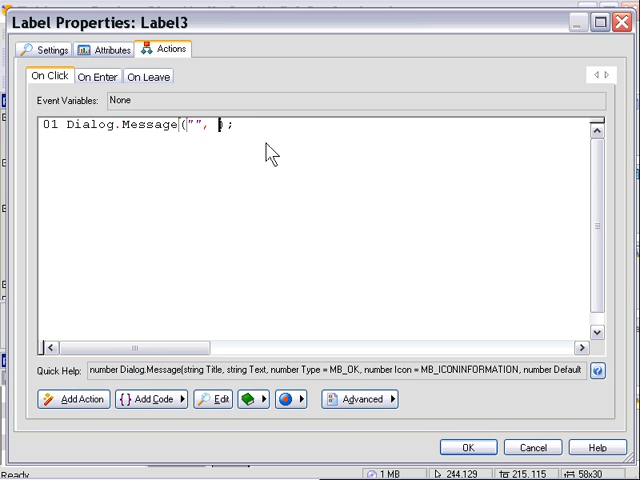 Label Properties: Label3
Settings Attributes Actions
On Click On Enter On Leave
Event Variables: None
01 Dialog.Message("", );
Quick Help: number Dialog.Message(string Title, string Text, number Type = MB_OK, number Icon = MB_ICONINFORMATION, number Default
Add Action { } Add Code Edit Advanced
OK Cancel Help
Ready 1 MB 244.129 215.115 58x30